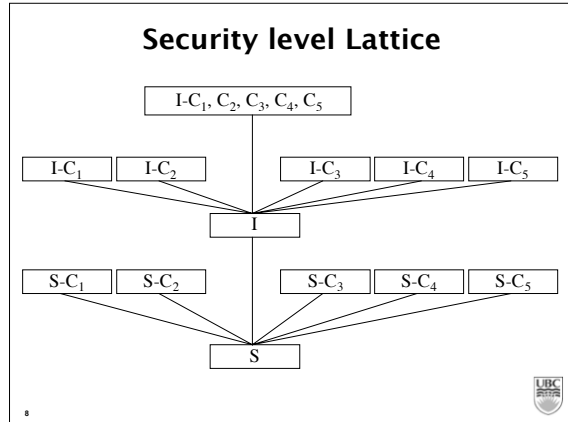 Security level Lattice
I-C₁, C₂, C₃, C₄, C₅
I-C₁ I-C₂ I-C₃ I-C₄ I-C₅
I
S-C₁ S-C₂ S-C₃ S-C₄ S-C₅
S
8
UBC